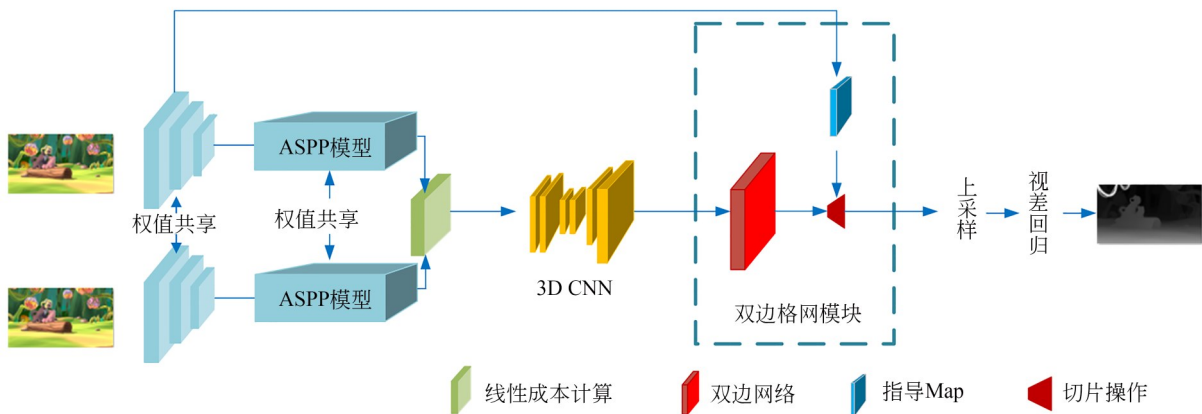 ASPP模型
权值共享
权值共享
ASPP模型
3D CNN
双边格网模块
上采样
视差回归
线性成本计算
双边网络
指导Map
切片操作